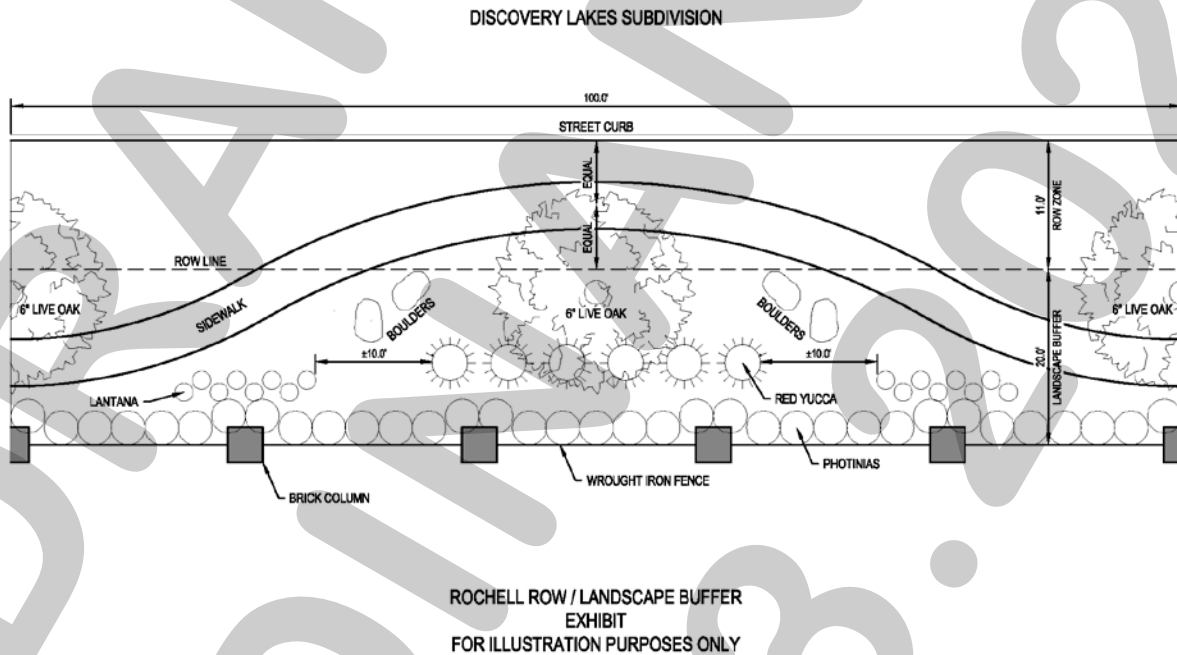 DISCOVERY LAKES SUBDIVISION
100.0'
STREET CURB
EQUAL
EQUAL
11.0'
ROW ZONE
ROW LINE
6" LIVE OAK
SIDEWALK
BOULDERS
6" LIVE OAK
BOULDERS
6" LIVE OAK
±10.0'
±10.0'
20.0'
LANDSCAPE BUFFER
LANTANA
RED YUCCA
PHOTINIAS
WROUGHT IRON FENCE
BRICK COLUMN
ROCHELL ROW / LANDSCAPE BUFFER
EXHIBIT
FOR ILLUSTRATION PURPOSES ONLY